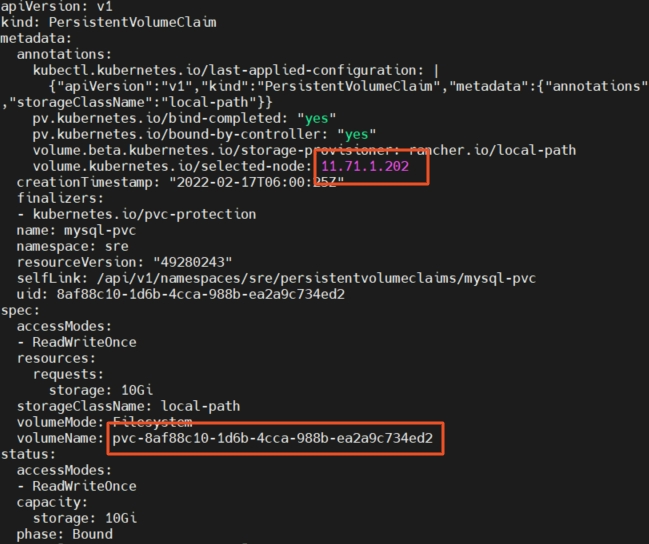 apiVersion: v1
kind: PersistentVolumeClaim
metadata:
  annotations:
    kubectl.kubernetes.io/last-applied-configuration: |
      {"apiVersion":"v1","kind":"PersistentVolumeClaim","metadata":{"annotations"
,"storageClassName":"local-path"}}
    pv.kubernetes.io/bind-completed: "yes"
    pv.kubernetes.io/bound-by-controller: "yes"
    volume.beta.kubernetes.io/storage-provisioner: rancher.io/local-path
    volume.kubernetes.io/selected-node: 11.71.1.202
  creationTimestamp: "2022-02-17T06:00:25Z"
  finalizers:
  - kubernetes.io/pvc-protection
  name: mysql-pvc
  namespace: sre
  resourceVersion: "49280243"
  selfLink: /api/v1/namespaces/sre/persistentvolumeclaims/mysql-pvc
  uid: 8af88c10-1d6b-4cca-988b-ea2a9c734ed2
spec:
  accessModes:
  - ReadWriteOnce
  resources:
    requests:
      storage: 10Gi
  storageClassName: local-path
  volumeMode: Filesystem
  volumeName: pvc-8af88c10-1d6b-4cca-988b-ea2a9c734ed2
status:
  accessModes:
  - ReadWriteOnce
  capacity:
    storage: 10Gi
  phase: Bound